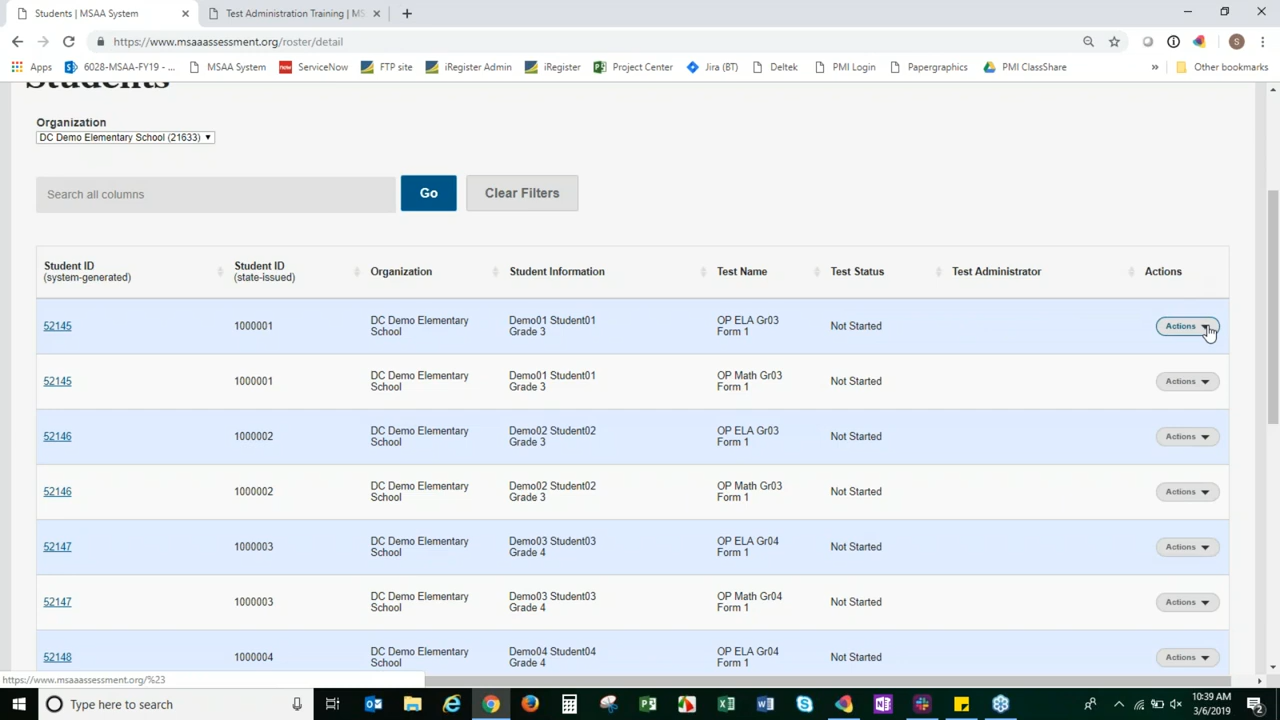 Students | MSAA System
Test Administration Training | MS
https://www.msaaassessment.org/roster/detail
Apps
6028-MSAA-FY19 - ...
MSAA System
ServiceNow
FTP site
iRegister Admin
iRegister
Project Center
Jira (BT)
Deltek
PMI Login
Papergraphics
PMI ClassShare
»
Other bookmarks
Students
Organization
DC Demo Elementary School (21633)
Search all columns
Go
Clear Filters
Student ID
(system-generated)
Student ID
(state-issued)
Organization
Student Information
Test Name
Test Status
Test Administrator
Actions
52145
1000001
DC Demo Elementary
School
Demo01 Student01
Grade 3
OP ELA Gr03
Form 1
Not Started
Actions
52145
1000001
DC Demo Elementary
School
Demo01 Student01
Grade 3
OP Math Gr03
Form 1
Not Started
Actions
52146
1000002
DC Demo Elementary
School
Demo02 Student02
Grade 3
OP ELA Gr03
Form 1
Not Started
Actions
52146
1000002
DC Demo Elementary
School
Demo02 Student02
Grade 3
OP Math Gr03
Form 1
Not Started
Actions
52147
1000003
DC Demo Elementary
School
Demo03 Student03
Grade 4
OP ELA Gr04
Form 1
Not Started
Actions
52147
1000003
DC Demo Elementary
School
Demo03 Student03
Grade 4
OP Math Gr04
Form 1
Not Started
Actions
52148
1000004
DC Demo Elementary
School
Demo04 Student04
Grade 4
OP ELA Gr04
Form 1
Not Started
Actions
https://www.msaaassessment.org/%23
Type here to search
10:39 AM
3/6/2019